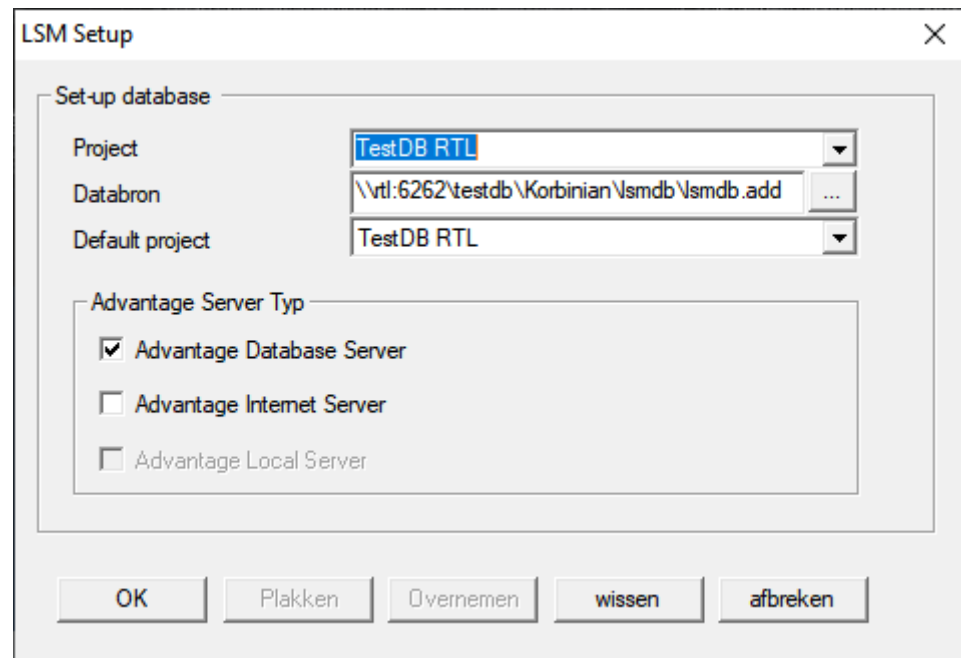 LSM Setup
Set-up database
Project TestDB RTL
Databron \\rtl:6262\testdb\Korbinian\lsmdb\lsmdb.add ...
Default project TestDB RTL
Advantage Server Typ
Advantage Database Server
Advantage Internet Server
Advantage Local Server
OK Plakken Overnemen wissen afbreken